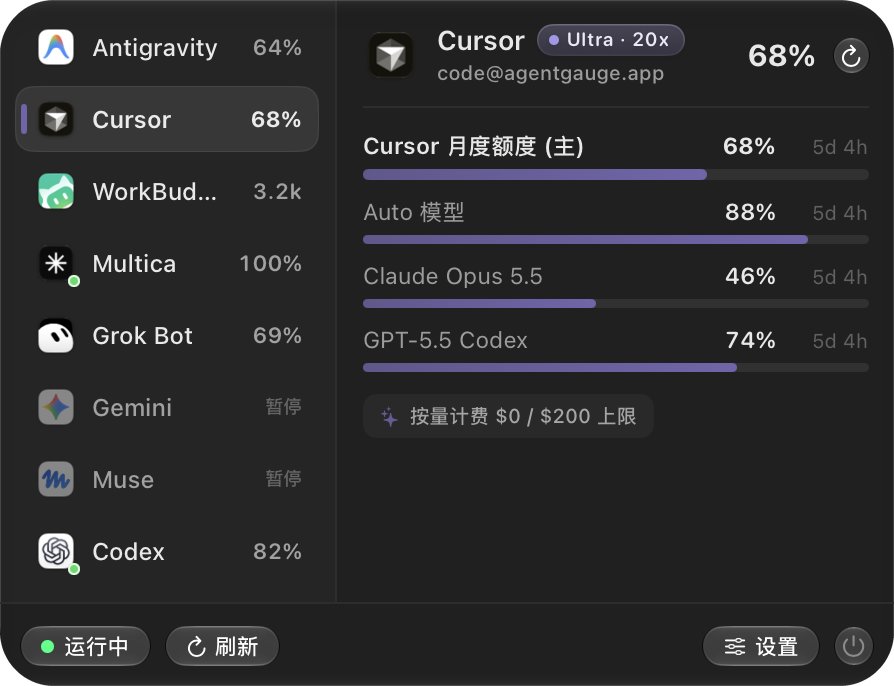 Antigravity 64%
Cursor 68%
WorkBud... 3.2k
Multica 100%
Grok Bot 69%
Gemini 暂停
Muse 暂停
Codex 82%
Cursor Ultra · 20x 68%
code@agentgauge.app
Cursor 月度额度 (主) 68% 5d 4h
Auto 模型 88% 5d 4h
Claude Opus 5.5 46% 5d 4h
GPT-5.5 Codex 74% 5d 4h
按量计费 $0 / $200 上限
运行中 刷新 设置